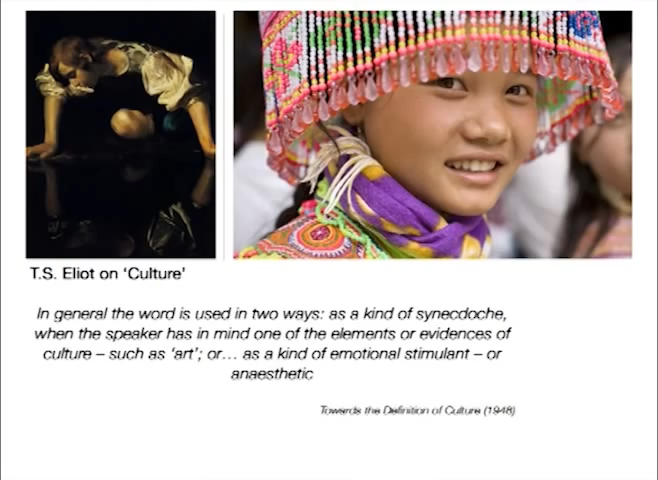 T.S. Eliot on ‘Culture’
In general the word is used in two ways: as a kind of synecdoche,
when the speaker has in mind one of the elements or evidences of
culture – such as ‘art’; or… as a kind of emotional stimulant – or
anaesthetic
Towards the Definition of Culture (1948)